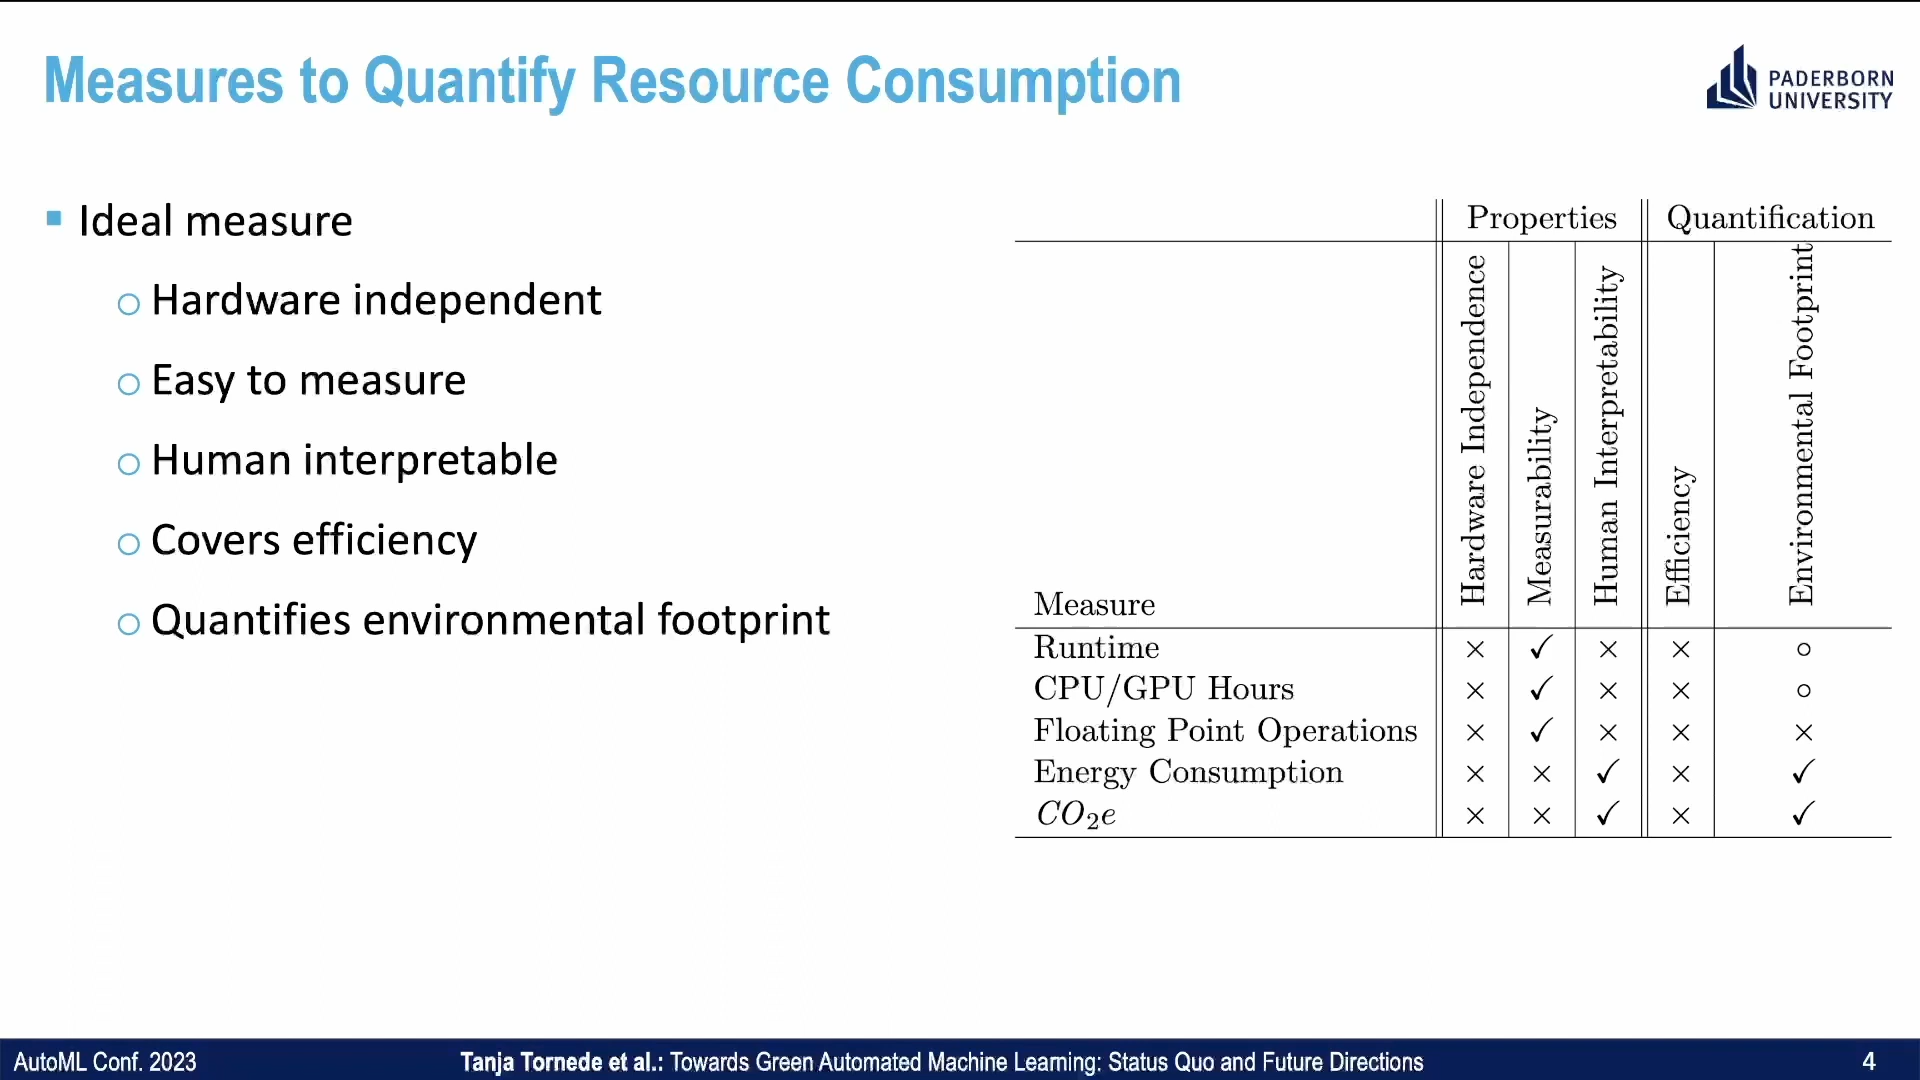 Measures to Quantify Resource Consumption
PADERBORN
UNIVERSITY
▪ Ideal measure
○ Hardware independent
○ Easy to measure
○ Human interpretable
○ Covers efficiency
○ Quantifies environmental footprint
Properties Quantification
Measure Hardware Independence Measurability Human Interpretability Efficiency Environmental Footprint
Runtime × ✓ × × ○
CPU/GPU Hours × ✓ × × ○
Floating Point Operations × ✓ × × ×
Energy Consumption × × ✓ × ✓
CO₂e × × ✓ × ✓
AutoML Conf. 2023 Tanja Tornede et al.: Towards Green Automated Machine Learning: Status Quo and Future Directions 4